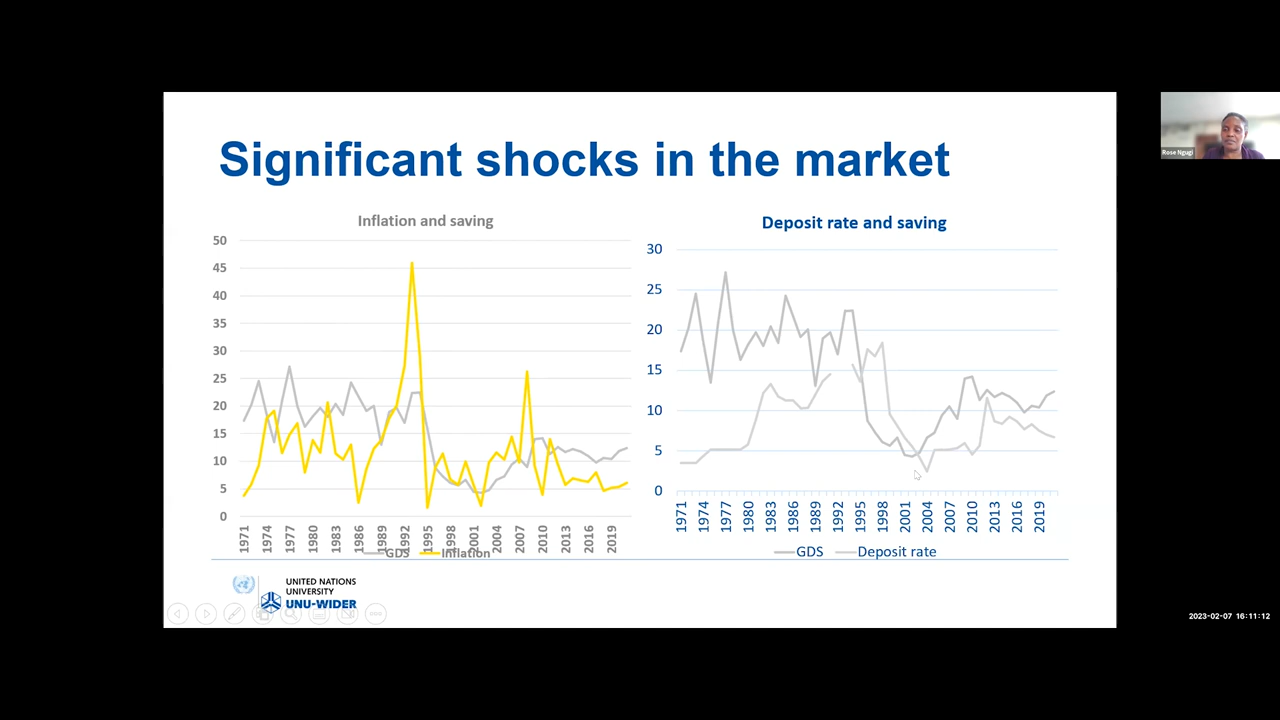 Significant shocks in the market
Inflation and saving
50
45
40
35
30
25
20
15
10
5
0
1971 1974 1977 1980 1983 1986 1989 1992 1995 1998 2001 2004 2007 2010 2013 2016 2019
GDS Inflation
Deposit rate and saving
30
25
20
15
10
5
0
1971 1974 1977 1980 1983 1986 1989 1992 1995 1998 2001 2004 2007 2010 2013 2016 2019
GDS Deposit rate
UNITED NATIONS
UNIVERSITY
UNU-WIDER
Rose Ngugi
2023-02-07 16:11:12